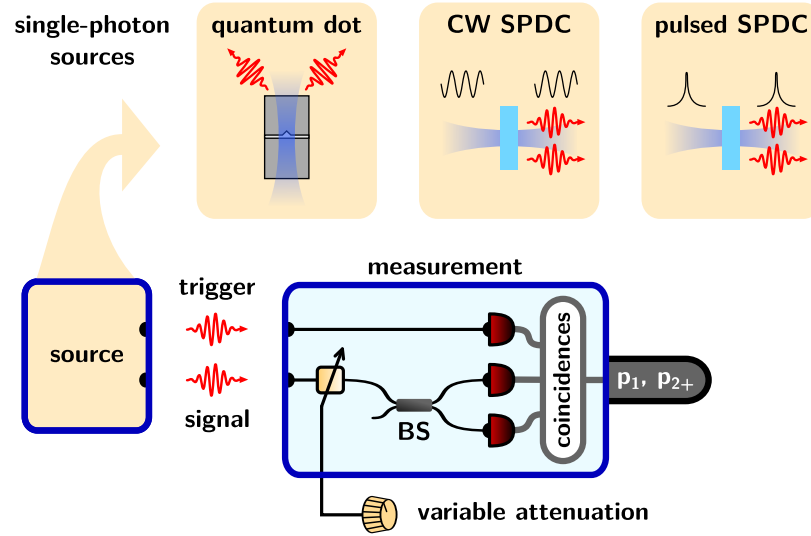 single-photon
sources
quantum dot
CW SPDC
pulsed SPDC
measurement
trigger
source
signal
BS
coincidences
p₁, p₂₊
variable attenuation